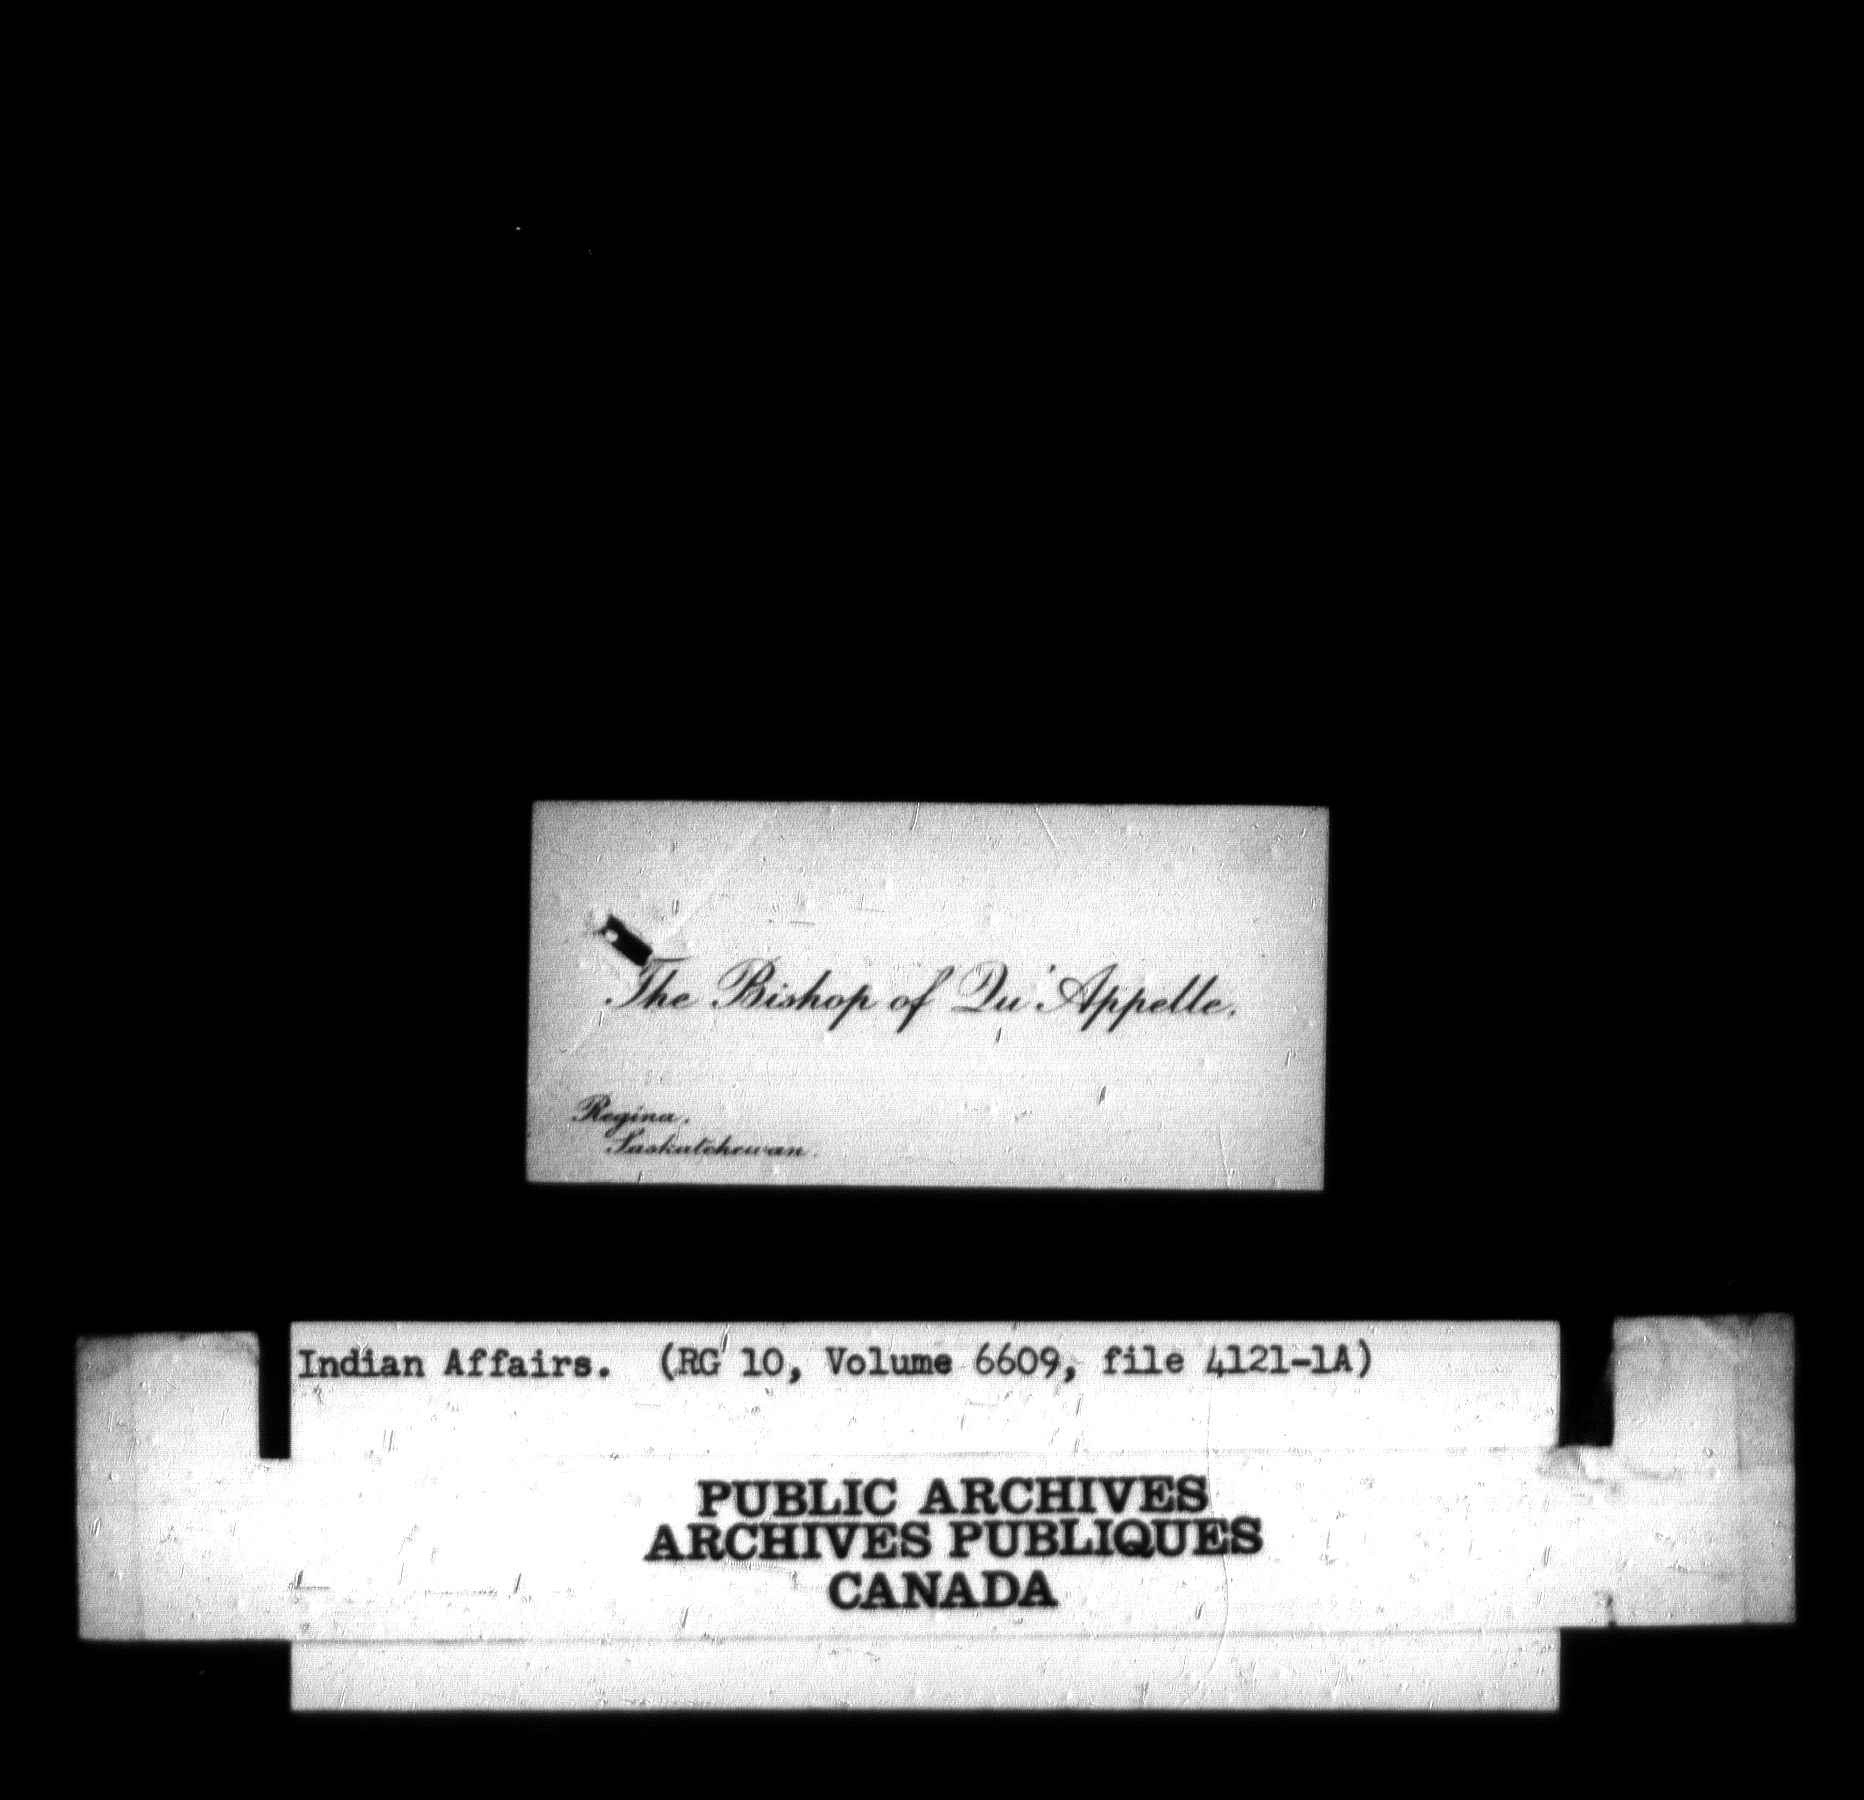 The Bishop of Qu'Appelle.
Regina.
Saskatchewan.
Indian Affairs. (RG 10, Volume 6609, file 4121-1A)
PUBLIC ARCHIVES
ARCHIVES PUBLIQUES
CANADA